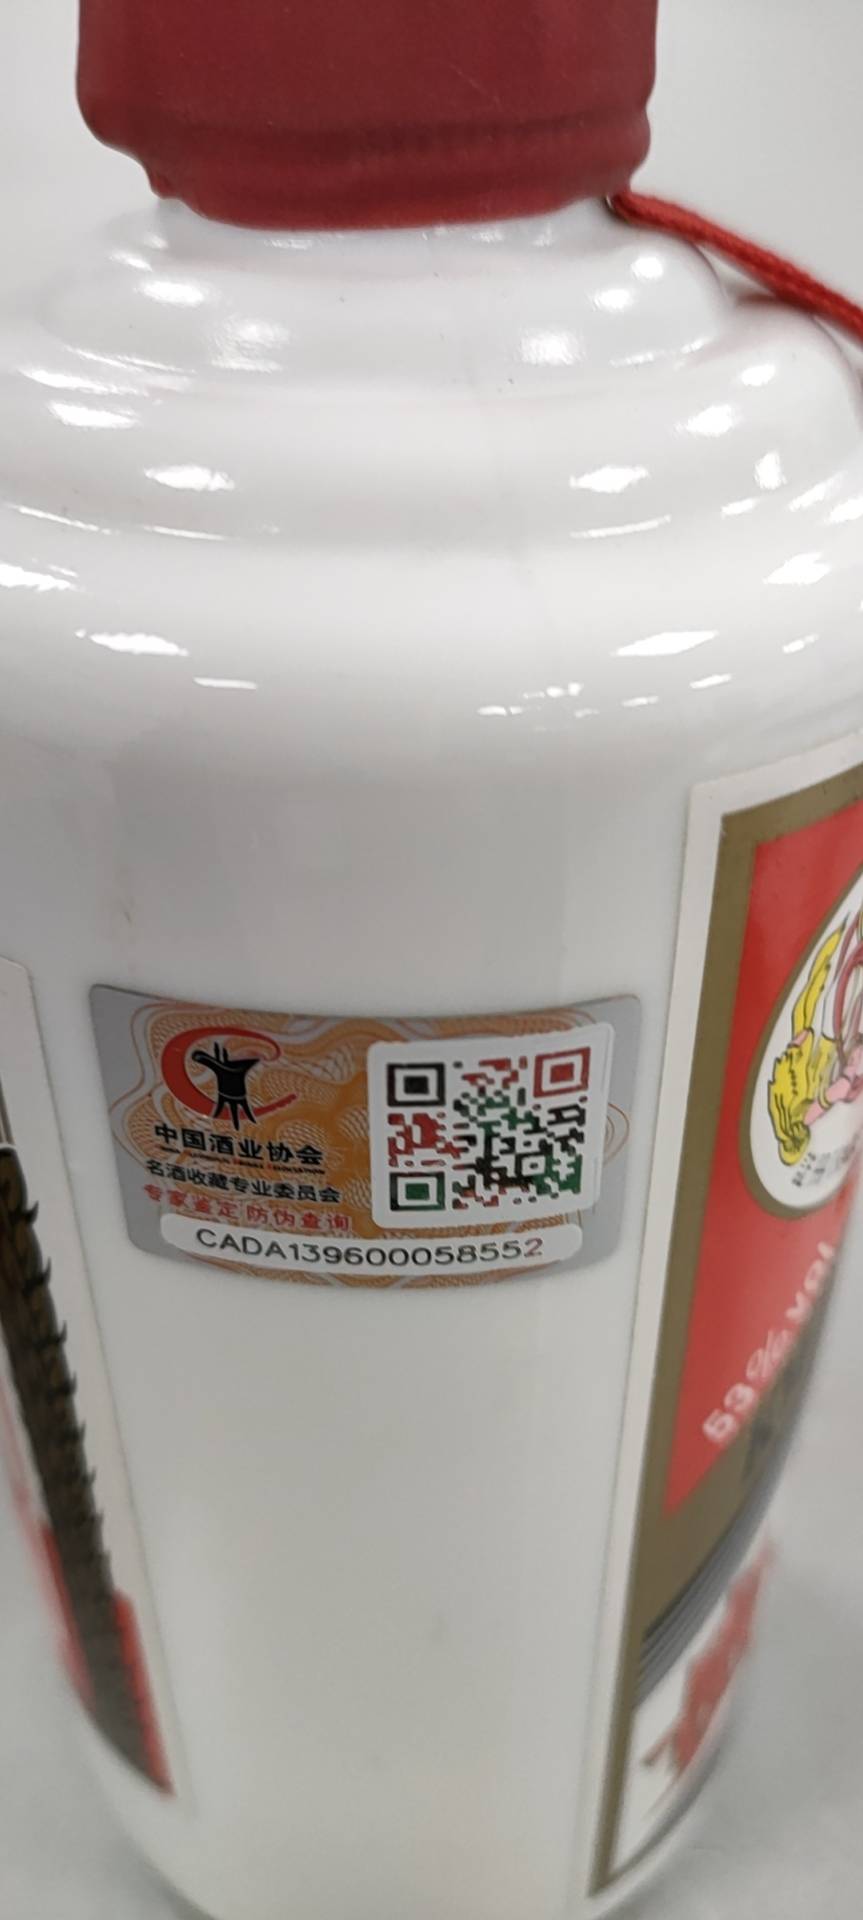 中国酒业协会
名酒收藏专业委员会
专家鉴定 防伪查询
CADA139600058552
53%